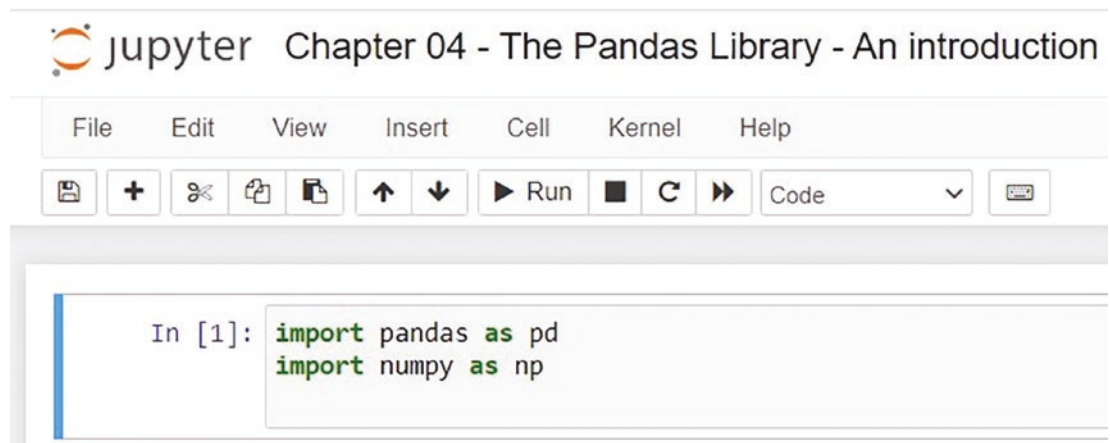 jupyter Chapter 04 - The Pandas Library - An introduction
File Edit View Insert Cell Kernel Help
Run Code
In [1]: import pandas as pd
import numpy as np